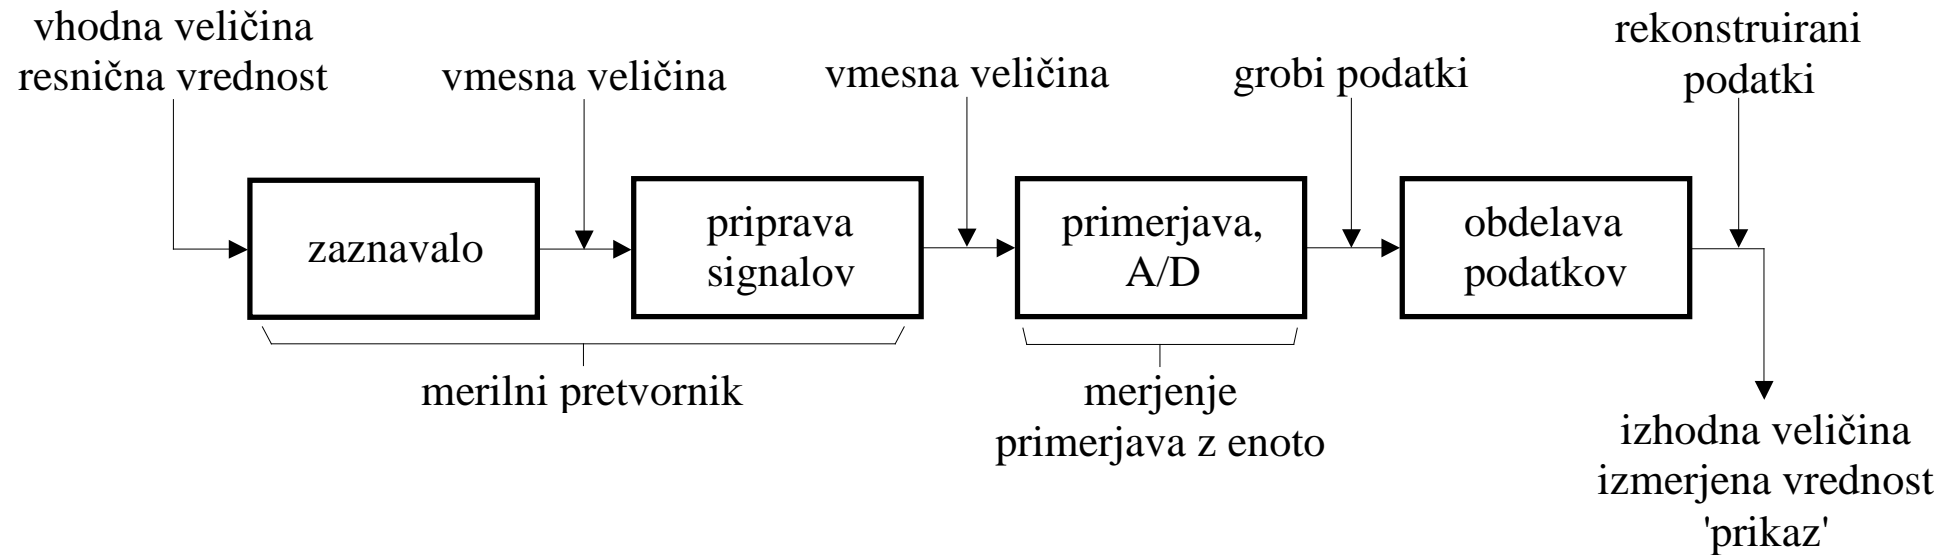 vhodna veličina
resnična vrednost
vmesna veličina
vmesna veličina
grobi podatki
rekonstruirani
podatki
zaznavalo
priprava
signalov
primerjava,
A/D
obdelava
podatkov
merilni pretvornik
merjenje
primerjava z enoto
izhodna veličina
izmerjena vrednost
'prikaz'